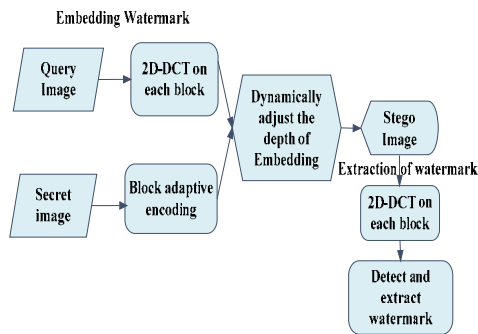 Embedding Watermark
Query
Image
2D-DCT on
each block
Dynamically
adjust the
depth of
Embedding
Stego
Image
Secret
image
Block adaptive
encoding
Extraction of watermark
2D-DCT on
each block
Detect and
extract
watermark